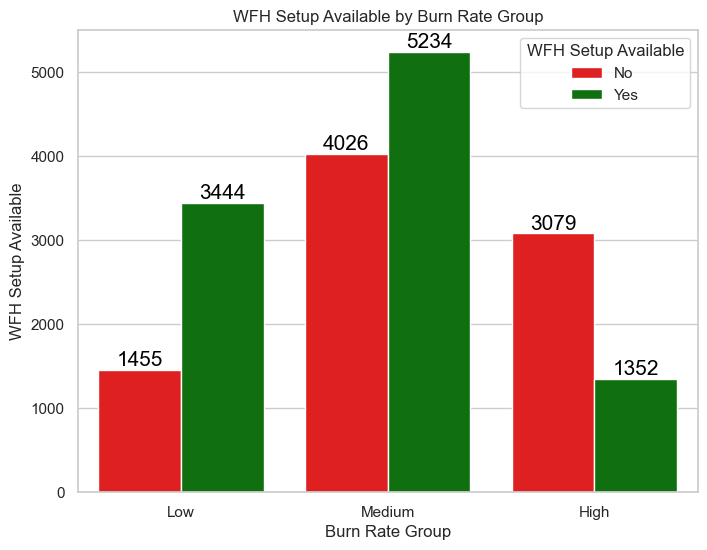 WFH Setup Available by Burn Rate Group
WFH Setup Available
No
Yes
WFH Setup Available
5000
4000
3000
2000
1000
0
1455
3444
4026
5234
3079
1352
Low
Medium
High
Burn Rate Group